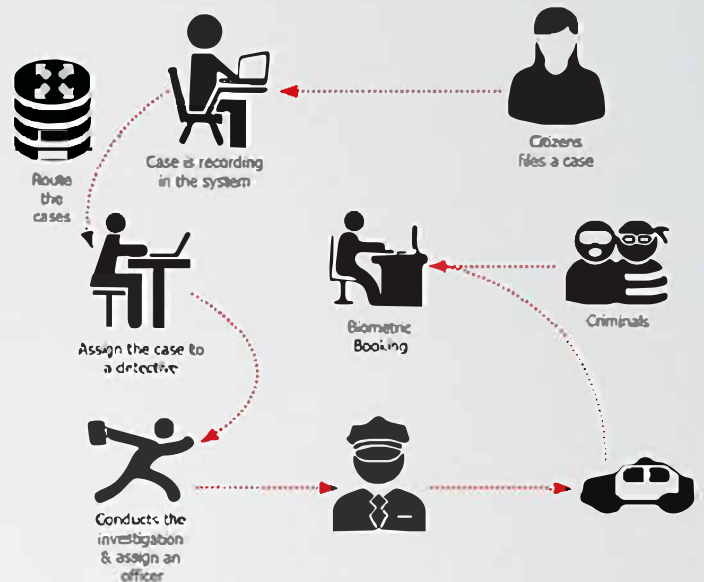 Case is recording
in the system
Citizens
files a case
Route
the
cases
Assign the case to
a detective
Biometric
Booking
Criminals
Conducts the
investigation
& assign an
officer